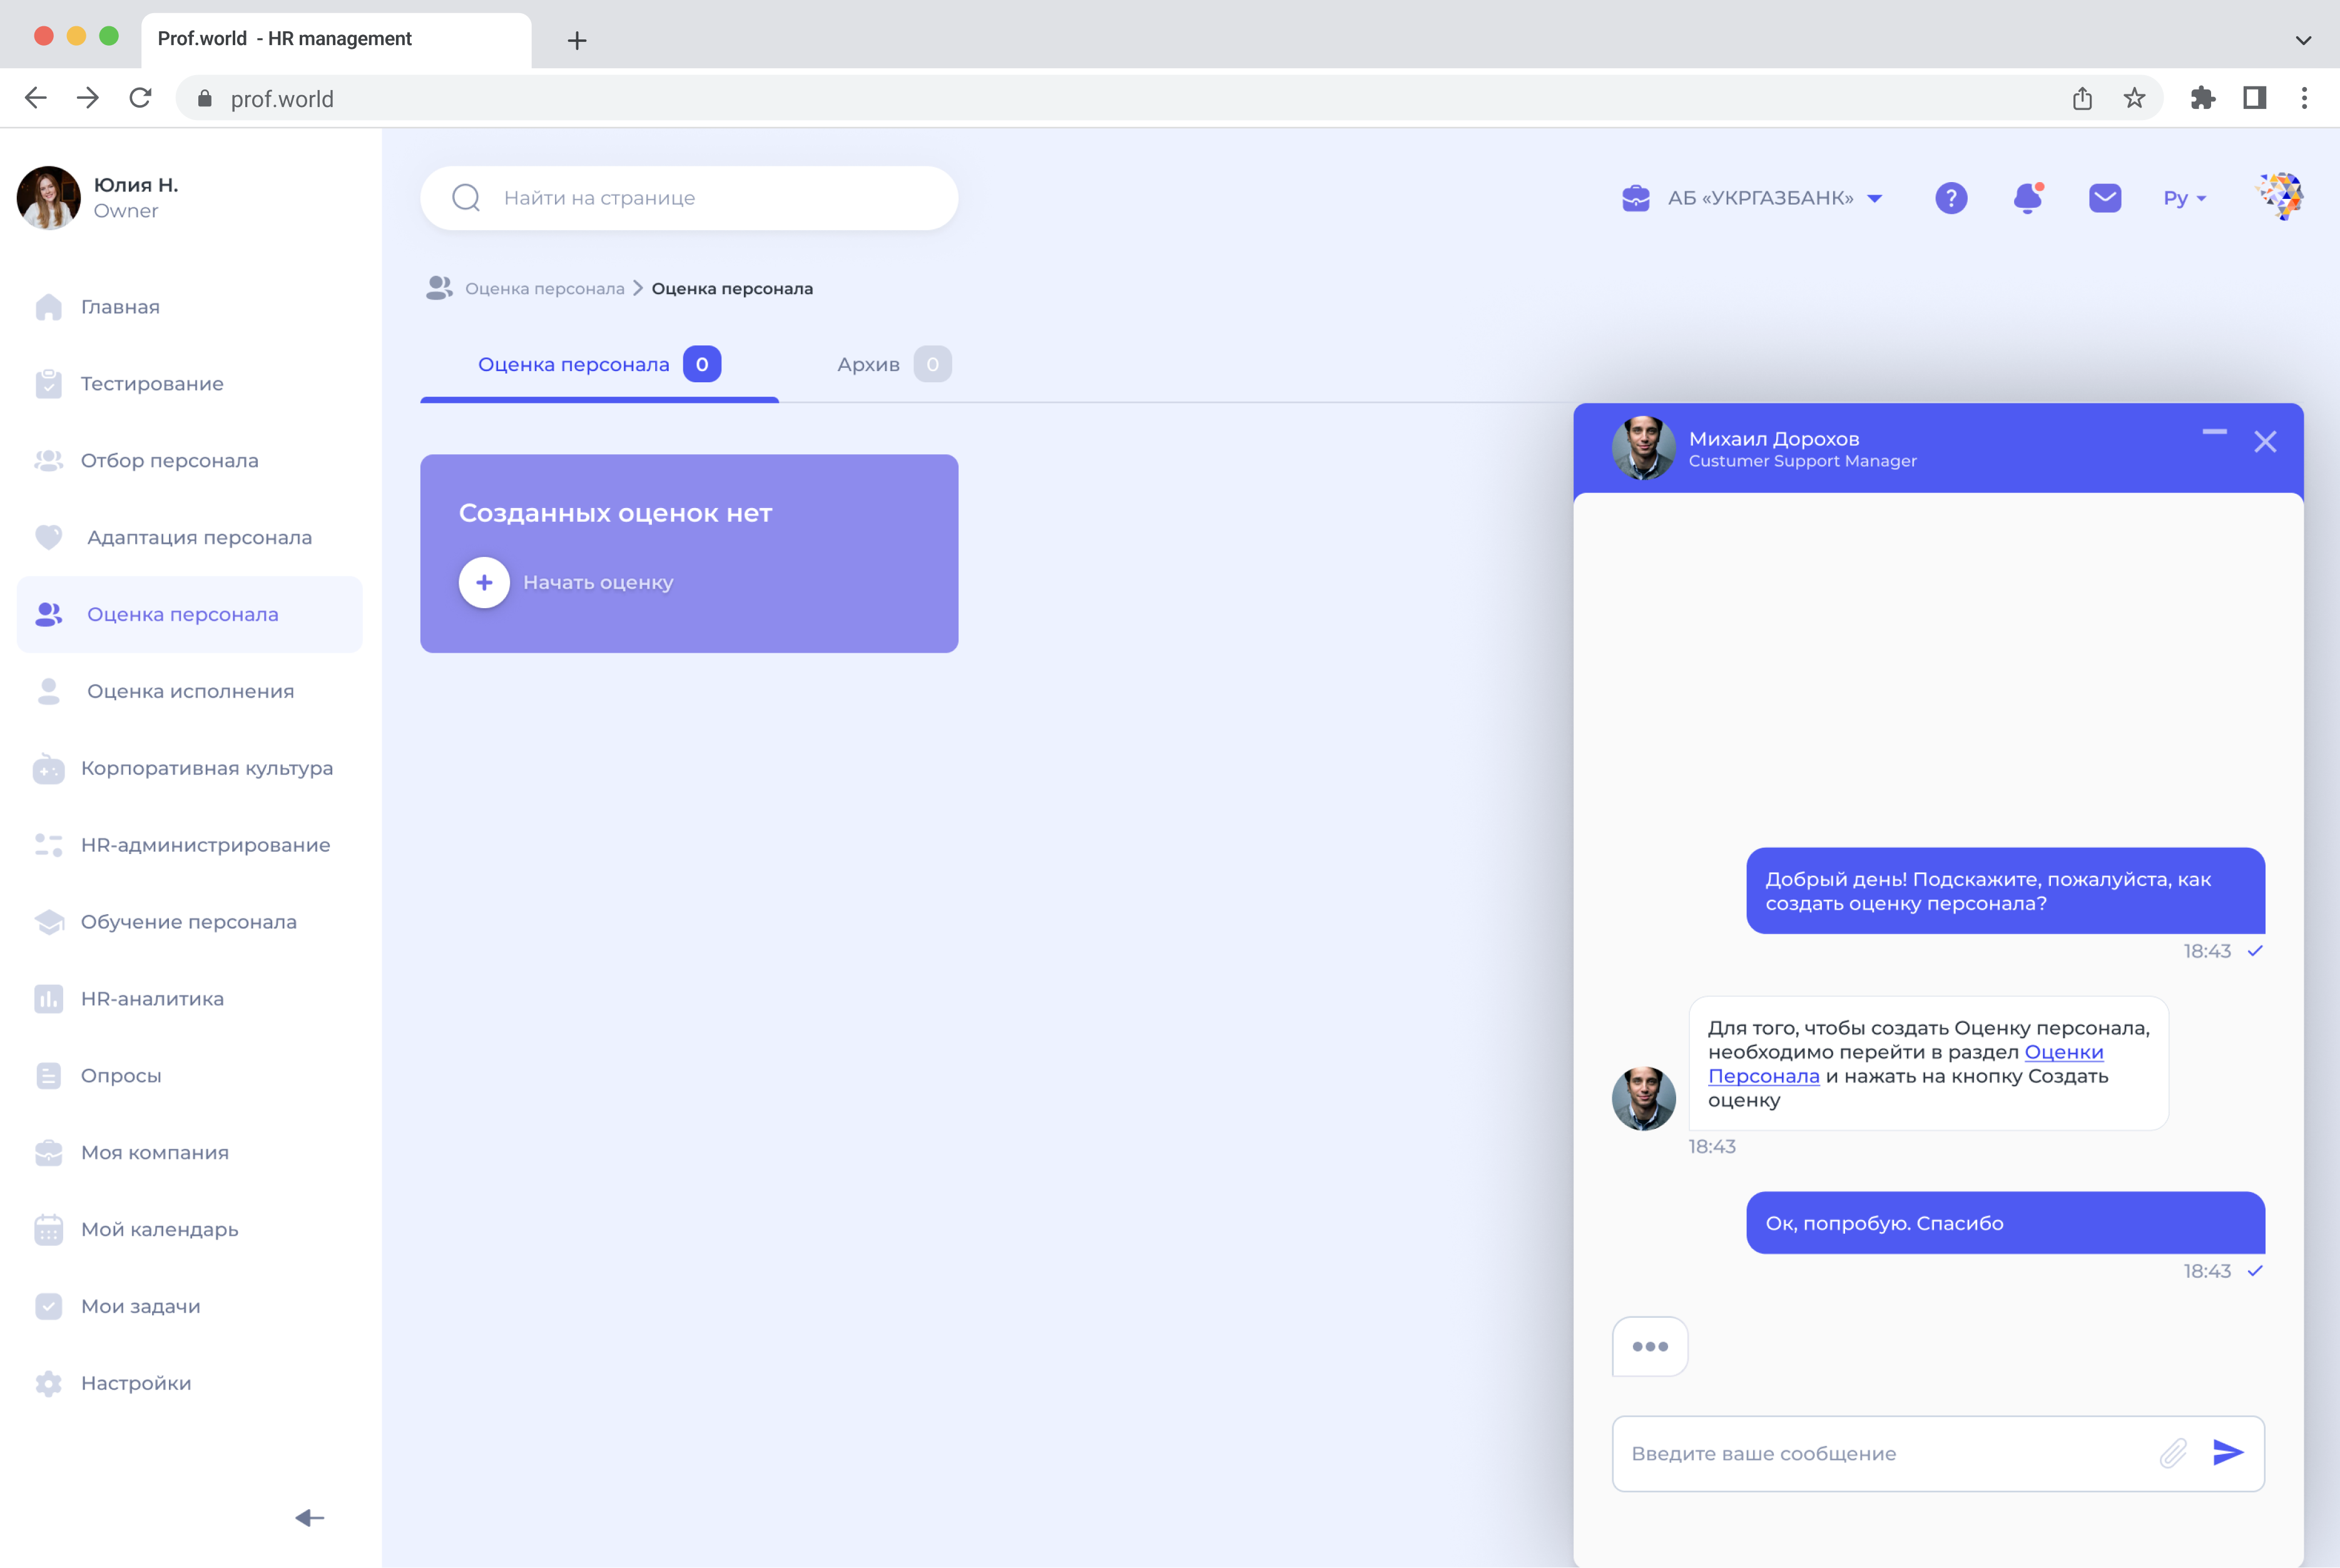 Prof.world - HR management
prof.world
Юлия Н.
Owner
Главная
Тестирование
Отбор персонала
Адаптация персонала
Оценка персонала
Оценка исполнения
Корпоративная культура
HR-администрирование
Обучение персонала
HR-аналитика
Опросы
Моя компания
Мой календарь
Мои задачи
Настройки
Найти на странице
АБ «УКРГАЗБАНК»
?
Ру
Оценка персонала > Оценка персонала
Оценка персонала 0
Архив 0
Созданных оценок нет
+ Начать оценку
Михаил Дорохов
Custumer Support Manager
Добрый день! Подскажите, пожалуйста, как
создать оценку персонала?
18:43
Для того, чтобы создать Оценку персонала,
необходимо перейти в раздел Оценки
Персонала и нажать на кнопку Создать
оценку
18:43
Ок, попробую. Спасибо
18:43
Введите ваше сообщение